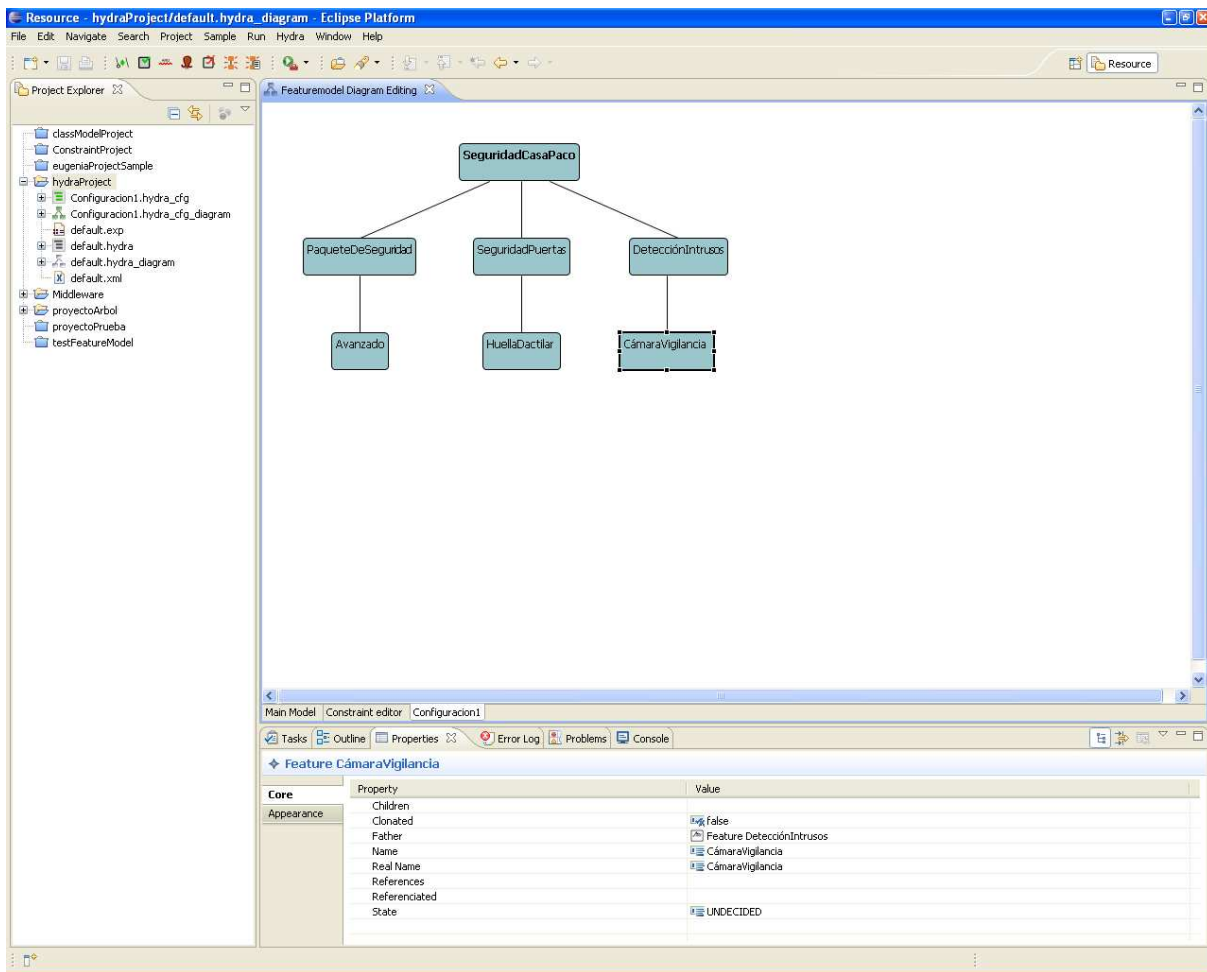 Resource - hydraProject/default.hydra_diagram - Eclipse Platform
File Edit Navigate Search Project Sample Run Hydra Window Help
Resource
Project Explorer
Featuremodel Diagram Editing
classModelProject
ConstraintProject
eugeniaProjectSample
hydraProject
Configuracion1.hydra_cfg
Configuracion1.hydra_cfg_diagram
default.exp
default.hydra
default.hydra_diagram
default.xml
Middleware
proyectoArbol
proyectoPrueba
testFeatureModel
SeguridadCasaPaco
PaqueteDeSeguridad
SeguridadPuertas
DetecciónIntrusos
Avanzado
HuellaDactilar
CámaraVigilancia
Main Model Constraint editor Configuracion1
Tasks Outline Properties Error Log Problems Console
Feature CámaraVigilancia
Core
Appearance
Property Value
Children
Clonated false
Father Feature DetecciónIntrusos
Name CámaraVigilancia
Real Name CámaraVigilancia
References
Referenciated
State UNDECIDED